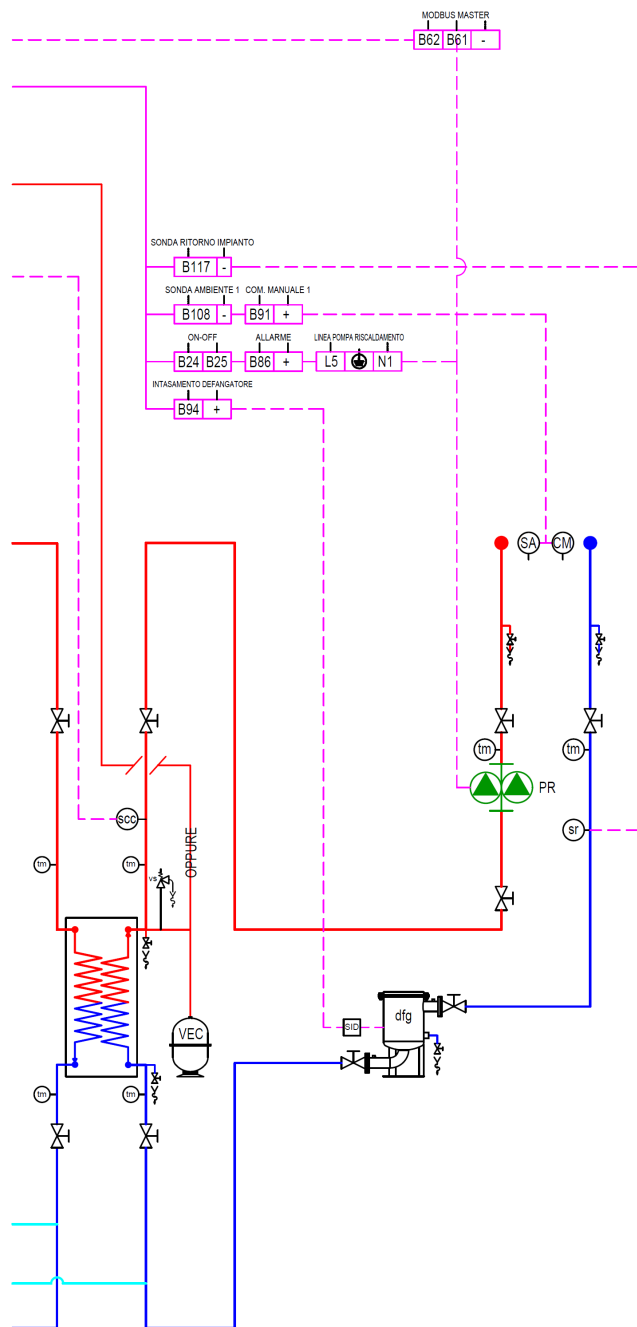 MODBUS MASTER
B62 B61 -
SONDA RITORNO IMPIANTO
B117 -
SONDA AMBIENTE 1 COM. MANUALE 1
B108 - B91 +
ON-OFF ALLARME LINEA POMPA RISCALDAMENTO
B24 B25 B86 + L5 N1
INTASAMENTO DEFANGATORE
B94 +
SA CM
tm tm
PR
scc
sr
OPPURE
tm tm
vs
dfg
SID
VEC
tm tm